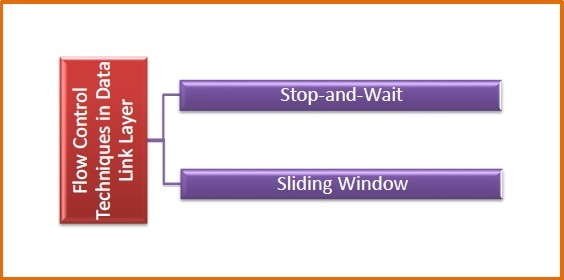 Flow Control
Techniques in Data
Link Layer
Stop-and-Wait
Sliding Window